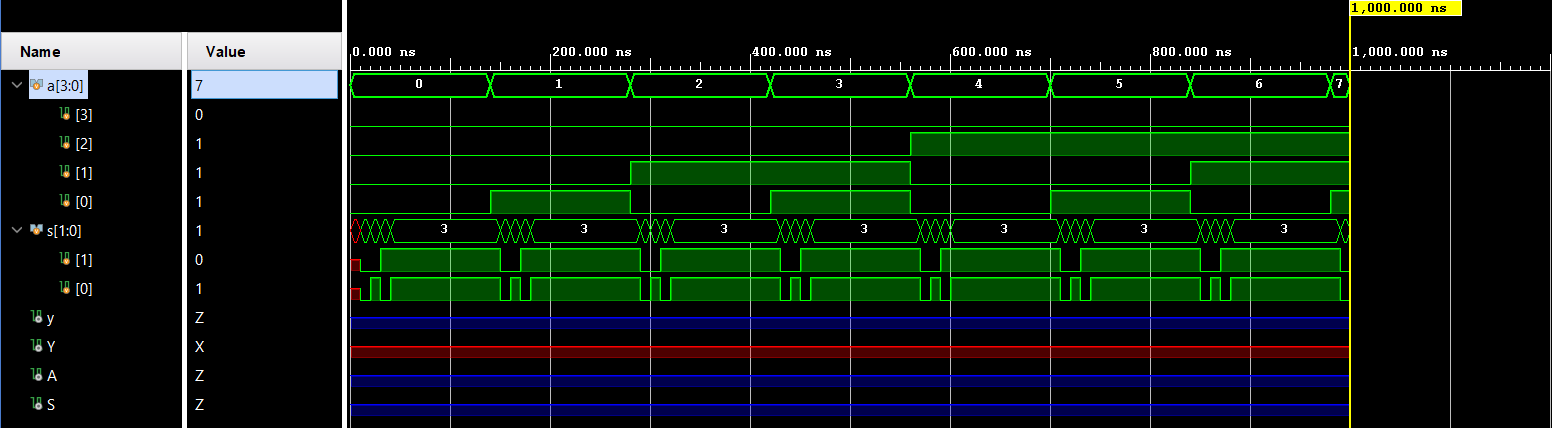 1,000.000 ns
Name Value 0.000 ns 200.000 ns 400.000 ns 600.000 ns 800.000 ns 1,000.000 ns
a[3:0] 7 0 1 2 3 4 5 6 7
[3] 0
[2] 1
[1] 1
[0] 1
s[1:0] 1 3 3 3 3 3 3 3
[1] 0
[0] 1
y Z
Y X
A Z
S Z